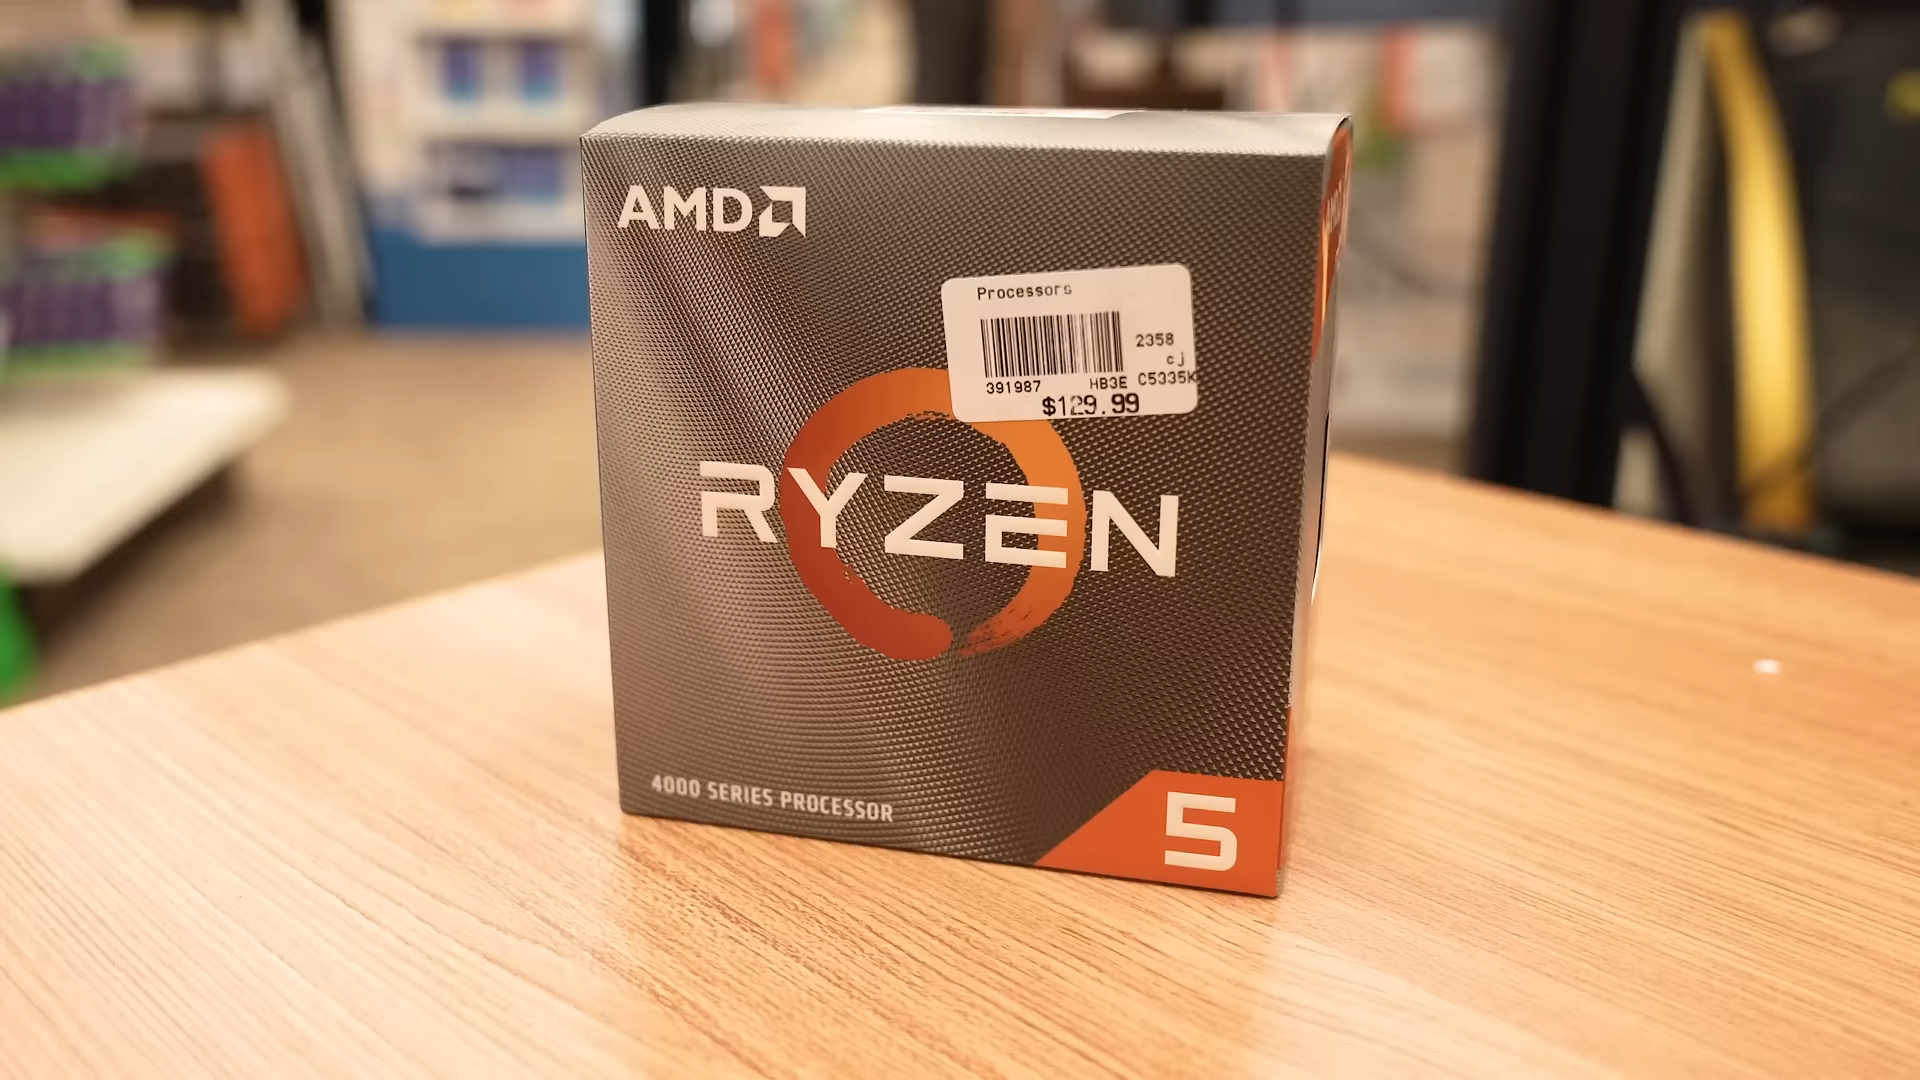 AMD
Processors
2358
cj
391987 HB3E C5335K
$129.99
RYZEN
4000 SERIES PROCESSOR
5